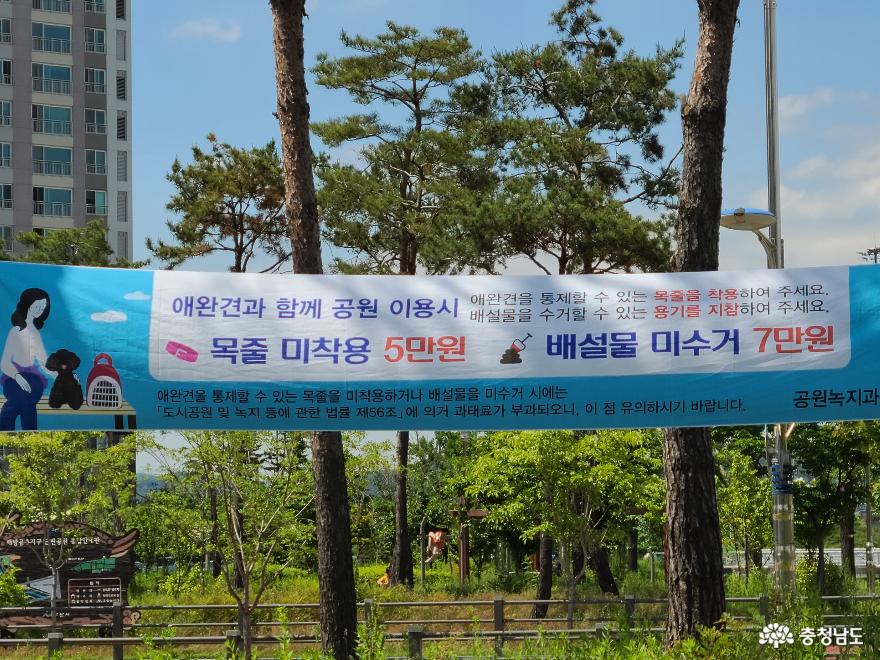 애완견과 함께 공원 이용시
애완견을 통제할 수 있는 목줄을 착용하여 주세요.
배설물을 수거할 수 있는 용기를 지참하여 주세요.
목줄 미착용 5만원
배설물 미수거 7만원
애완견을 통제할 수 있는 목줄을 미착용하거나 배설물을 미수거 시에는
「도시공원 및 녹지 등에 관한 법률 제56조」에 의거 과태료가 부과되오니, 이 점 유의하시기 바랍니다.
공원녹지과
충청남도